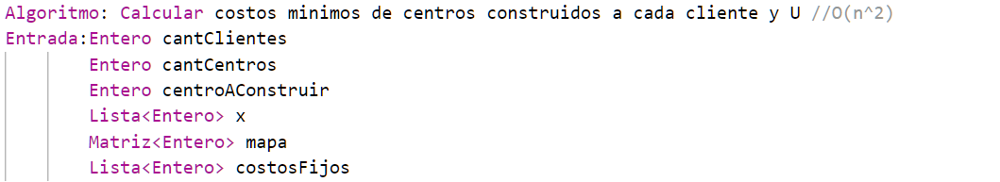 Algoritmo: Calcular costos minimos de centros construidos a cada cliente y U //O(n^2)
Entrada:Entero cantClientes
Entero cantCentros
Entero centroAConstruir
Lista<Entero> x
Matriz<Entero> mapa
Lista<Entero> costosFijos